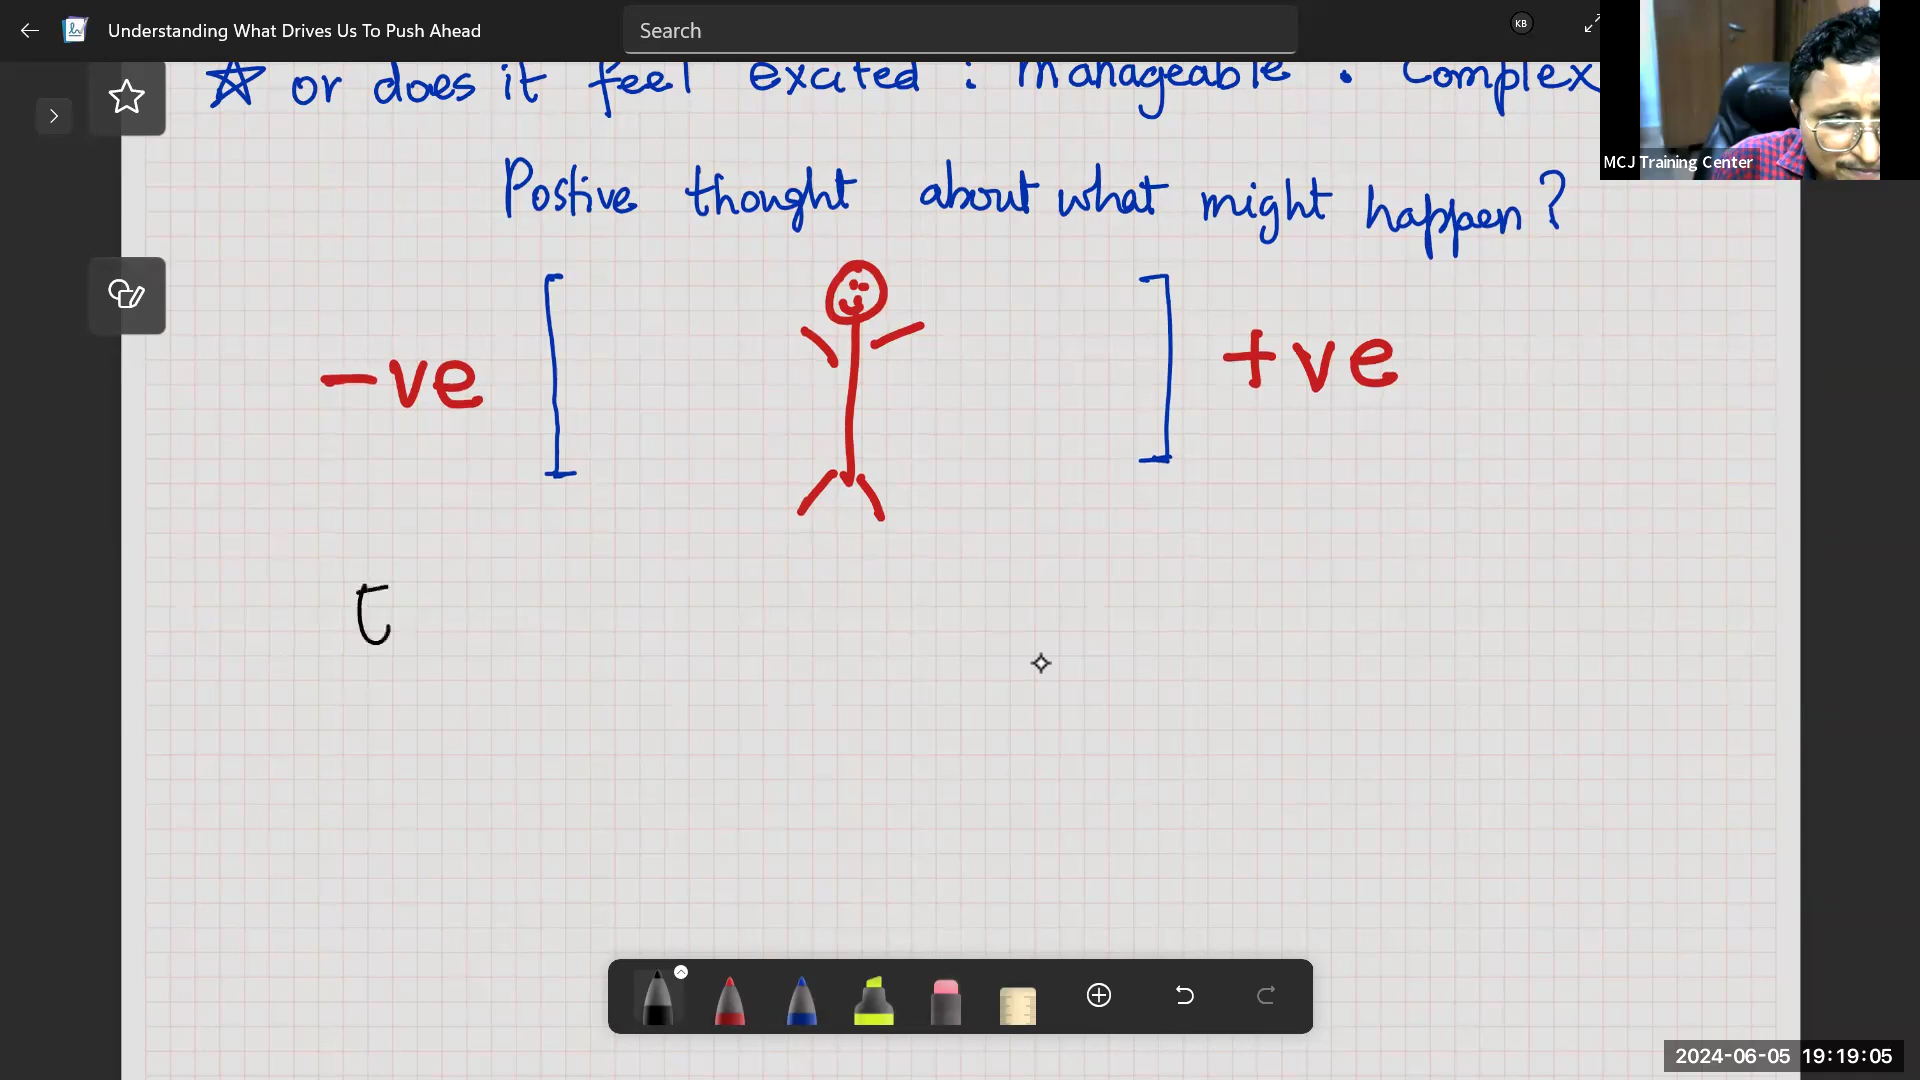 Understanding What Drives Us To Push Ahead
Search
KB
☆ or does it feel excited : manageable . Complex
MCJ Training Center
Postive thought about what might happen ?
-ve [ ] +ve
2024-06-05 19:19:05